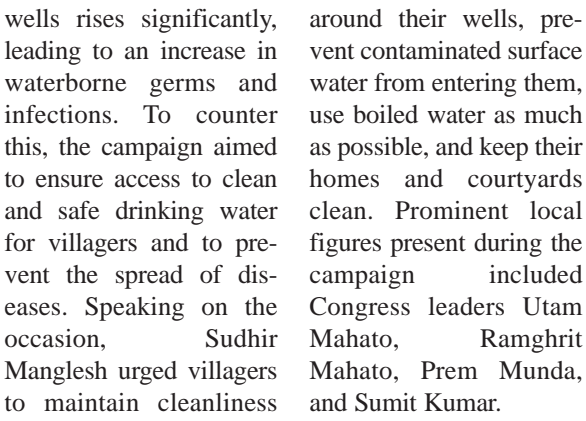 wells rises significantly,
leading to an increase in
waterborne germs and
infections. To counter
this, the campaign aimed
to ensure access to clean
and safe drinking water
for villagers and to pre-
vent the spread of dis-
eases. Speaking on the
occasion, Sudhir
Manglesh urged villagers
to maintain cleanliness
around their wells, pre-
vent contaminated surface
water from entering them,
use boiled water as much
as possible, and keep their
homes and courtyards
clean. Prominent local
figures present during the
campaign included
Congress leaders Utam
Mahato, Ramghrit
Mahato, Prem Munda,
and Sumit Kumar.